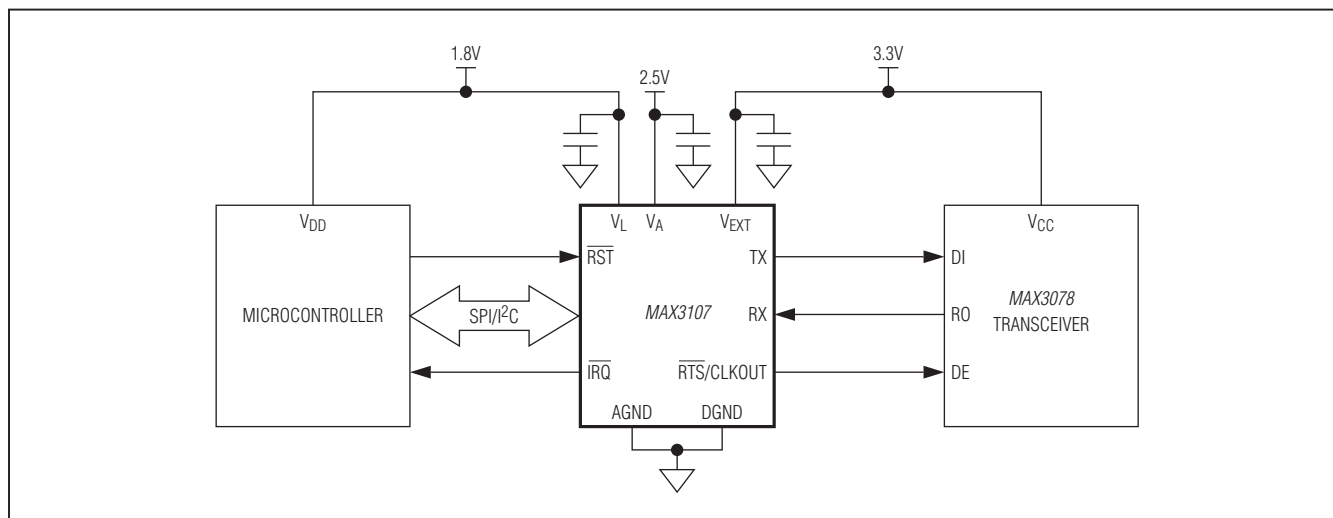 1.8V
2.5V
3.3V
VDD
VL
VA
VEXT
VCC
RST
TX
DI
MICROCONTROLLER
SPI/I²C
MAX3107
RX
RO
MAX3078
TRANSCEIVER
IRQ
RTS/CLKOUT
DE
AGND
DGND